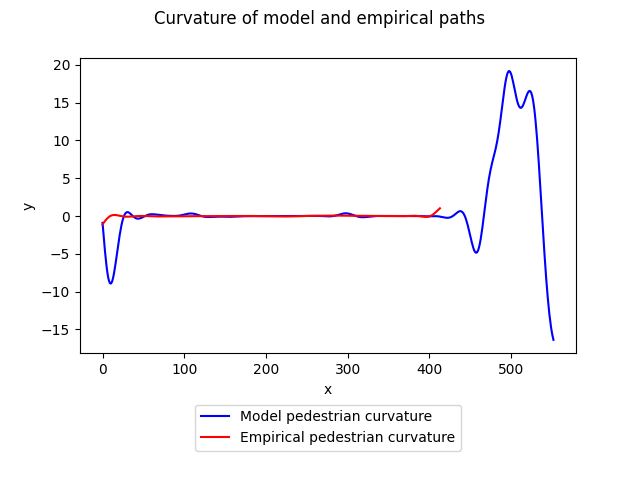 Curvature of model and empirical paths
20
15
10
5
0
−5
−10
−15
y
0 100 200 300 400 500
x
Model pedestrian curvature
Empirical pedestrian curvature